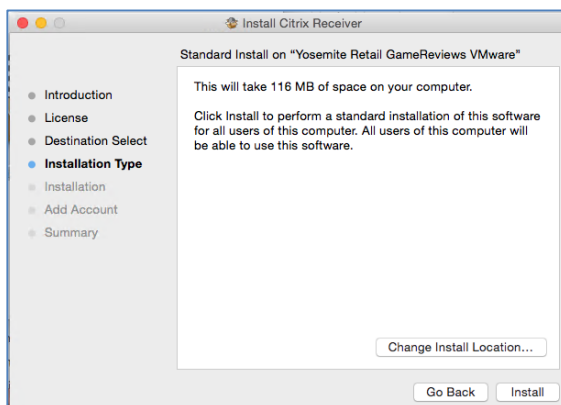 Install Citrix Receiver
Standard Install on “Yosemite Retail GameReviews VMware”
Introduction
License
Destination Select
Installation Type
Installation
Add Account
Summary
This will take 116 MB of space on your computer.
Click Install to perform a standard installation of this software
for all users of this computer. All users of this computer will
be able to use this software.
Change Install Location...
Go Back
Install